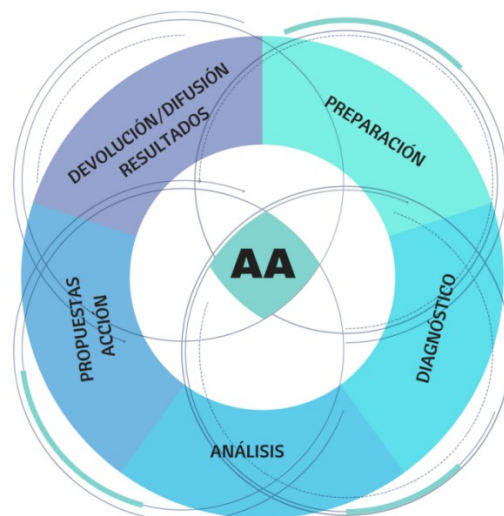 DEVOLUCIÓN/DIFUSIÓN
RESULTADOS
PREPARACIÓN
AA
DIAGNÓSTICO
PROPUESTAS
ACCIÓN
ANÁLISIS